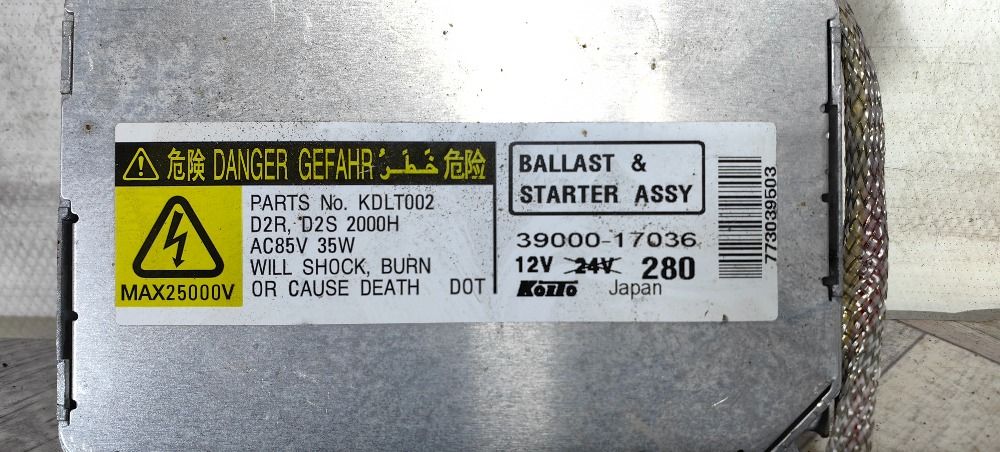 危険 DANGER GEFAHR خطر 危险
MAX25000V
PARTS No. KDLT002
D2R, D2S 2000H
AC85V 35W
WILL SHOCK, BURN
OR CAUSE DEATH DOT
BALLAST &
STARTER ASSY
39000-17036
12V 24V 280
KOITO Japan
773039503